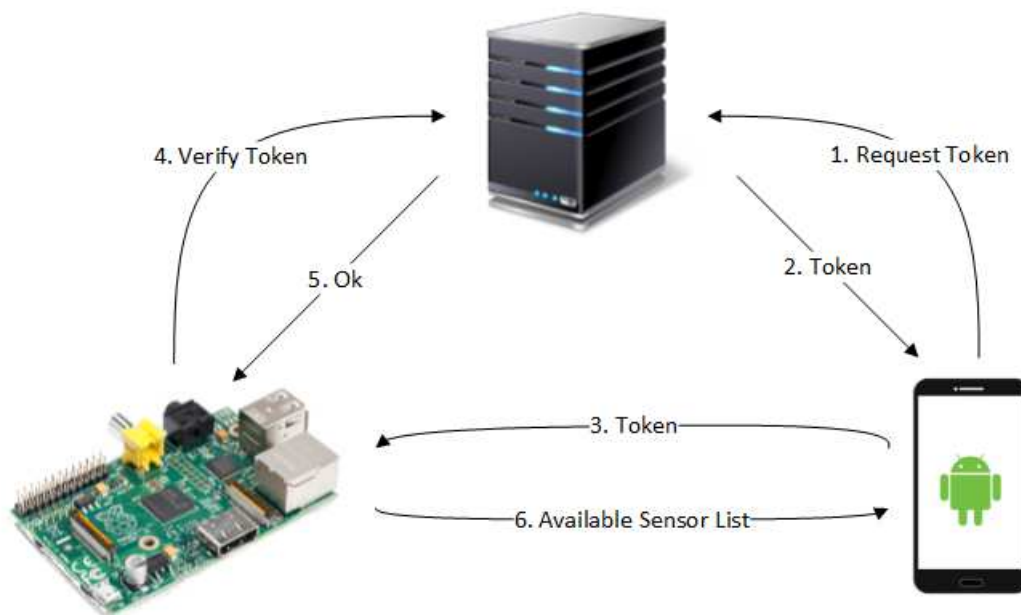 4. Verify Token
1. Request Token
2. Token
5. Ok
3. Token
6. Available Sensor List